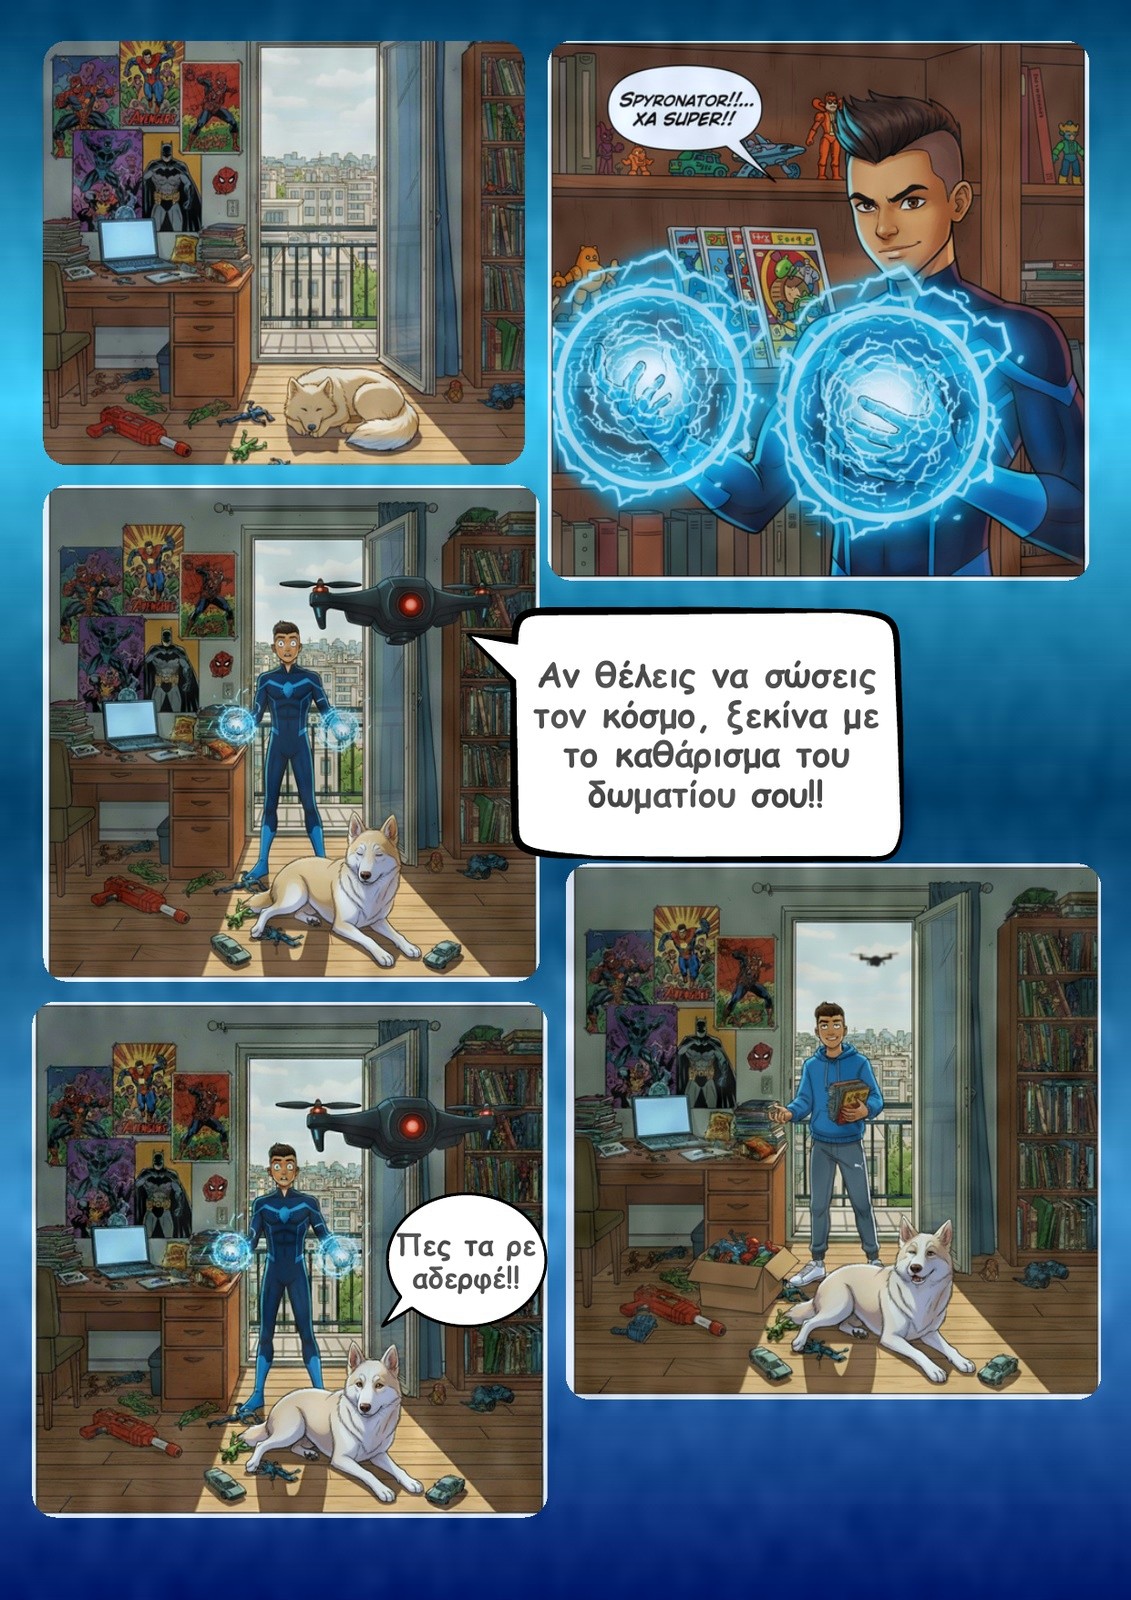 AVENGERS
SPYRONATOR!!...
XA SUPER!!
Αν θέλεις να σώσεις
τον κόσμο, ξεκίνα με
το καθάρισμα του
δωματίου σου!!
Πες τα ρε
αδερφέ!!